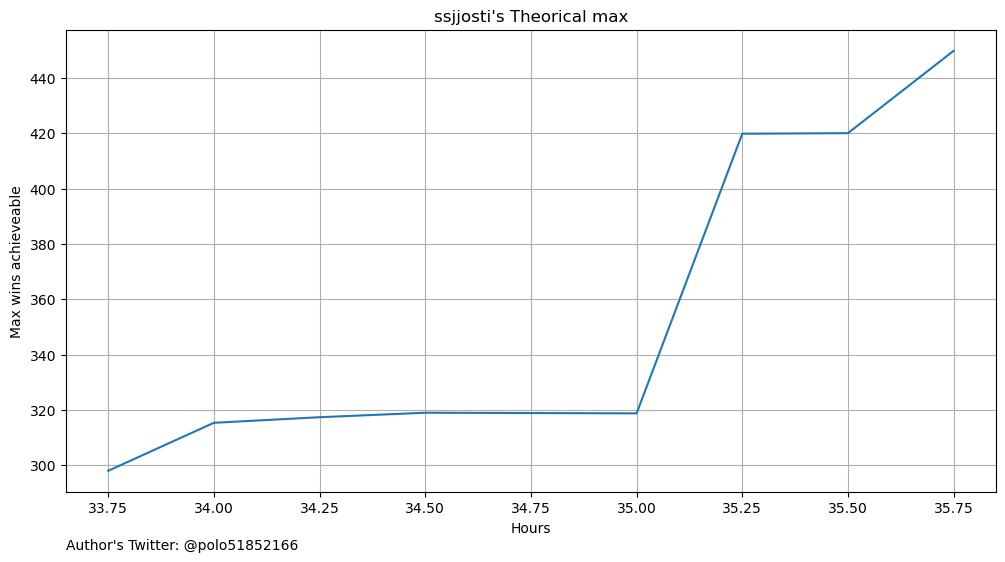 ssjjosti's Theorical max
Max wins achieveable
440
420
400
380
360
340
320
300
33.75 34.00 34.25 34.50 34.75 35.00 35.25 35.50 35.75
Hours
Author's Twitter: @polo51852166